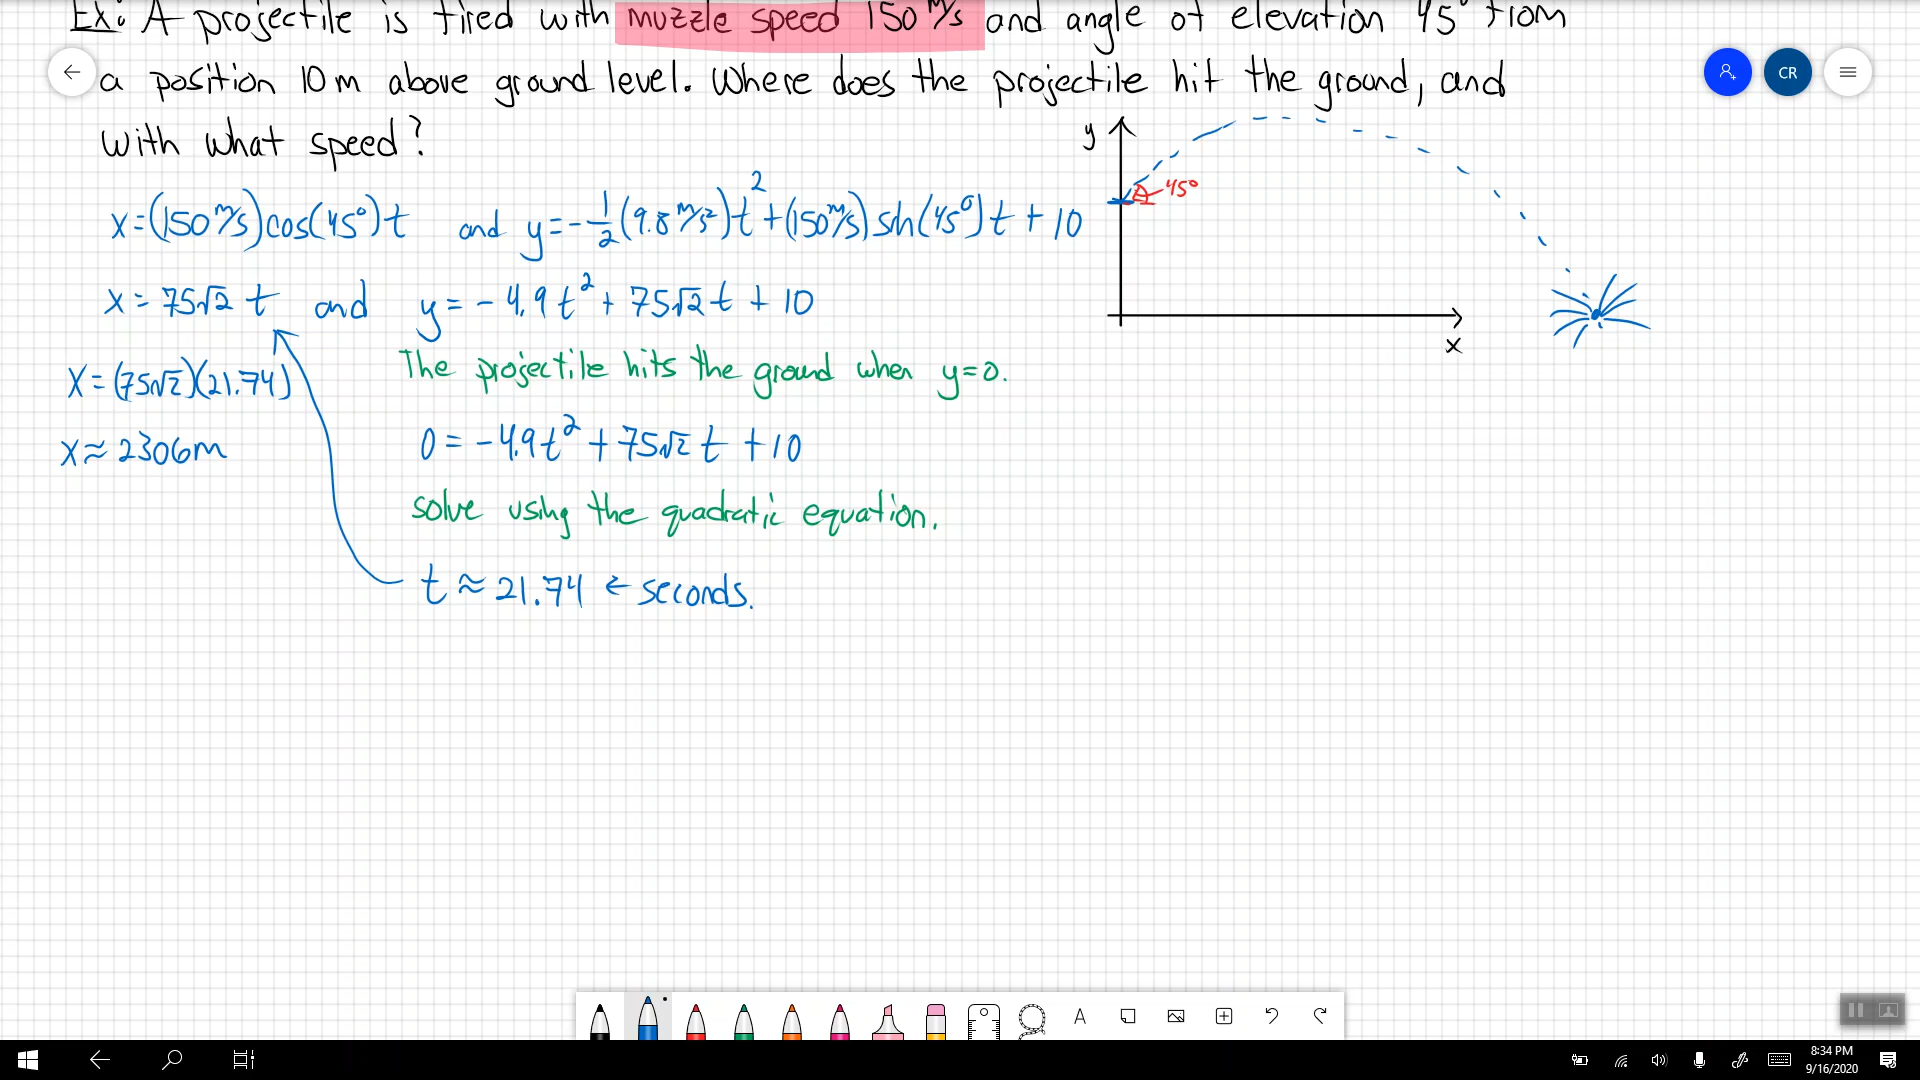 Ex: A projectile is fired with muzzle speed 150 m/s and angle of elevation 45° from
a position 10m above ground level. Where does the projectile hit the ground, and
with what speed?
y
45°
x
x=(150 m/s)cos(45°)t and y=-1/2(9.8 m/s²)t²+(150 m/s)sin(45°)t+10
x=75√2 t and y=-4.9t²+75√2 t+10
The projectile hits the ground when y=0.
x=(75√2)(21.74)
0=-4.9t²+75√2 t+10
x≈2306m
solve using the quadratic equation.
t≈21.74 ← seconds.
CR
A
8:34 PM
9/16/2020